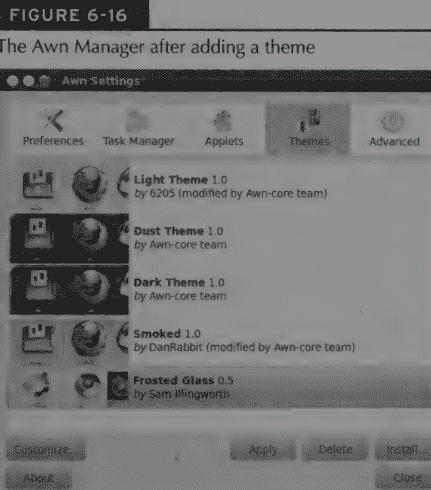 FIGURE 6-16
The Awn Manager after adding a theme
Awn Settings
Preferences Task Manager Applets Themes Advanced
Light Theme 1.0
by 6205 (modified by Awn-core team)
Dust Theme 1.0
by Awn-core team
Dark Theme 1.0
by Awn-core team
Smoked 1.0
by DanRabbit (modified by Awn-core team)
Frosted Glass 0.5
by Sam Illingworth
Customize... Apply Delete Install...
About Close